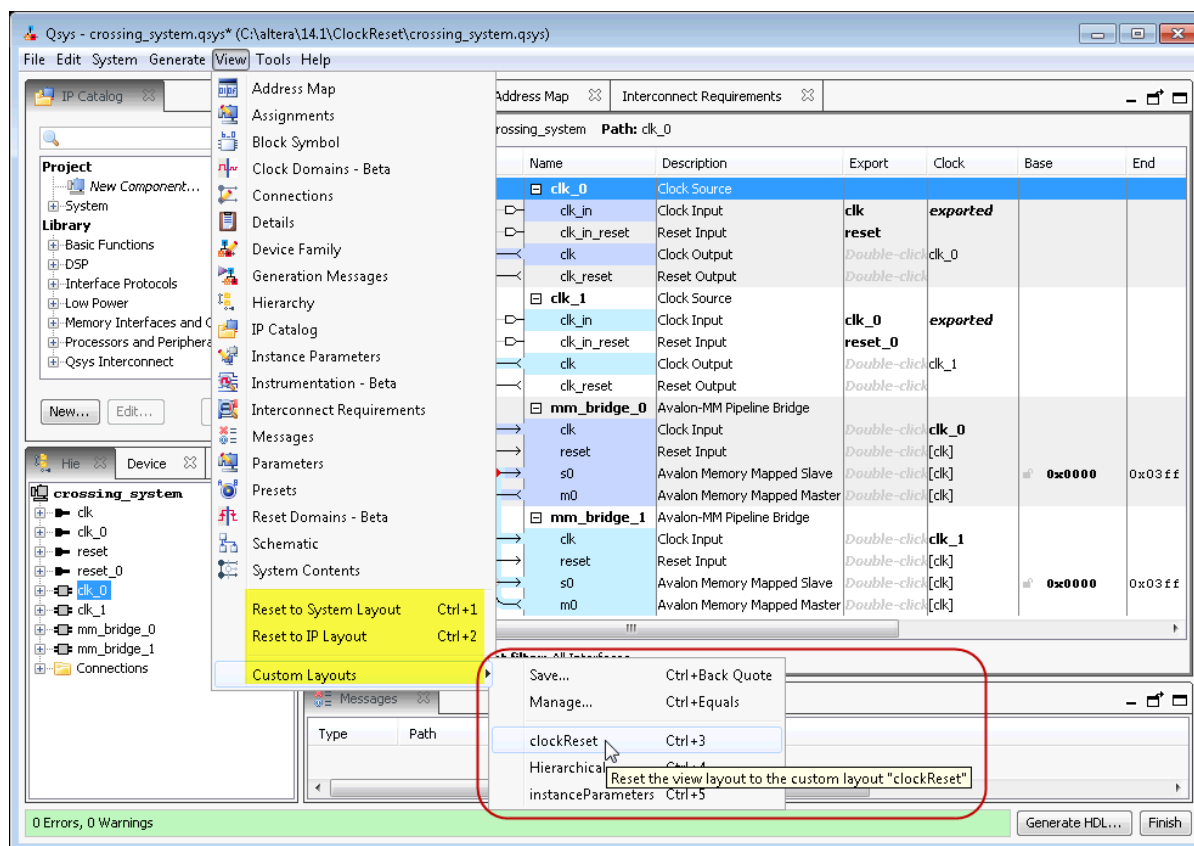 Qsys - crossing_system.qsys* (C:\altera\14.1\ClockReset\crossing_system.qsys)
File Edit System Generate View Tools Help
IP Catalog
Project
New Component...
System
Library
Basic Functions
DSP
Interface Protocols
Low Power
Memory Interfaces and
Processors and Periphera
Qsys Interconnect
New... Edit...
Hie Device
crossing_system
clk
clk_0
reset
reset_0
clk_0
clk_1
mm_bridge_0
mm_bridge_1
Connections
Address Map
Assignments
Block Symbol
Clock Domains - Beta
Connections
Details
Device Family
Generation Messages
Hierarchy
IP Catalog
Instance Parameters
Instrumentation - Beta
Interconnect Requirements
Messages
Parameters
Presets
Reset Domains - Beta
Schematic
System Contents
Reset to System Layout Ctrl+1
Reset to IP Layout Ctrl+2
Custom Layouts
Address Map Interconnect Requirements
rossing_system Path: clk_0
Name Description Export Clock Base End
clk_0 Clock Source
clk_in Clock Input clk exported
clk_in_reset Reset Input reset
clk Clock Output Double-click clk_0
clk_reset Reset Output Double-click
clk_1 Clock Source
clk_in Clock Input clk_0 exported
clk_in_reset Reset Input reset_0
clk Clock Output Double-click clk_1
clk_reset Reset Output Double-click
mm_bridge_0 Avalon-MM Pipeline Bridge
clk Clock Input Double-click clk_0
reset Reset Input Double-click [clk]
s0 Avalon Memory Mapped Slave Double-click [clk] 0x0000 0x03ff
m0 Avalon Memory Mapped Master Double-click [clk]
mm_bridge_1 Avalon-MM Pipeline Bridge
clk Clock Input Double-click clk_1
reset Reset Input Double-click [clk]
s0 Avalon Memory Mapped Slave Double-click [clk] 0x0000 0x03ff
m0 Avalon Memory Mapped Master Double-click [clk]
Save... Ctrl+Back Quote
Manage... Ctrl+Equals
clockReset Ctrl+3
Hierarchical Ctrl+4
Reset the view layout to the custom layout "clockReset"
instanceParameters Ctrl+5
Messages
Type Path
0 Errors, 0 Warnings
Generate HDL... Finish